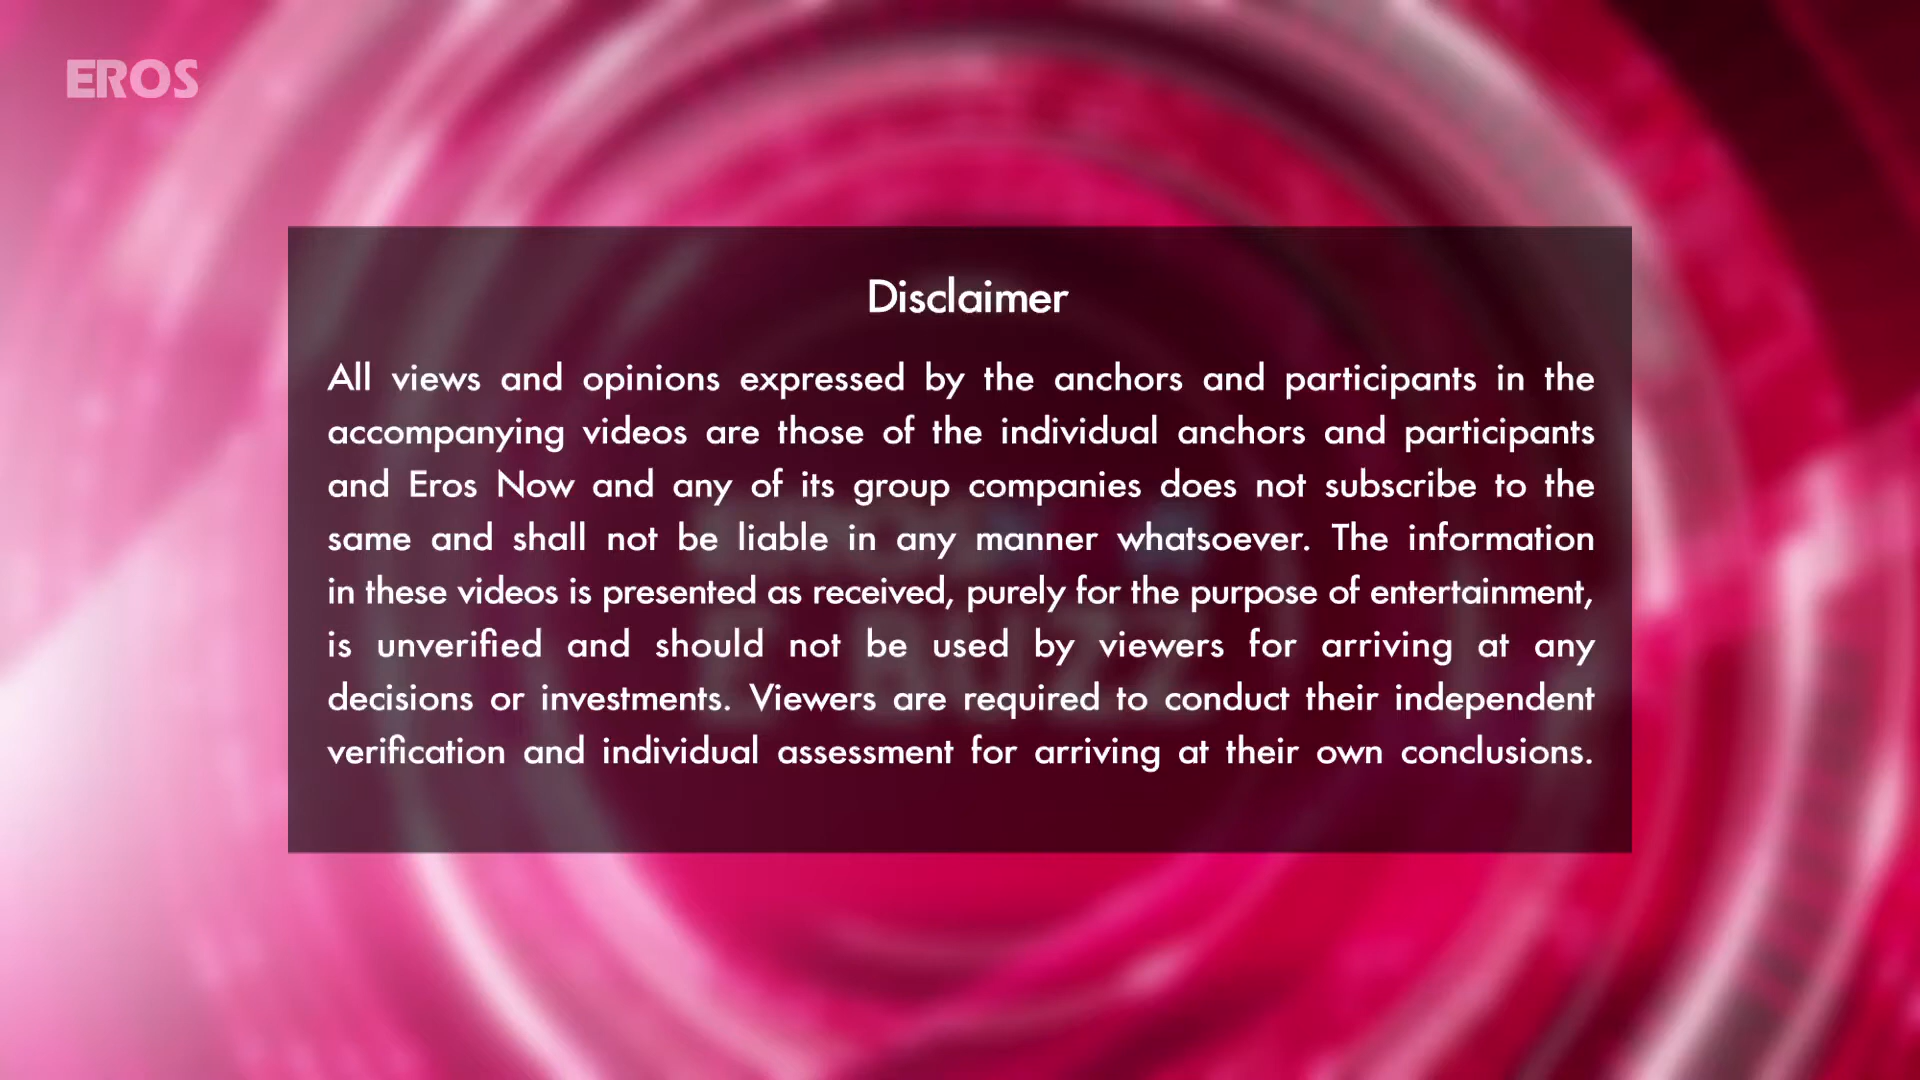 EROS
Disclaimer
All views and opinions expressed by the anchors and participants in the
accompanying videos are those of the individual anchors and participants
and Eros Now and any of its group companies does not subscribe to the
same and shall not be liable in any manner whatsoever. The information
in these videos is presented as received, purely for the purpose of entertainment,
is unverified and should not be used by viewers for arriving at any
decisions or investments. Viewers are required to conduct their independent
verification and individual assessment for arriving at their own conclusions.